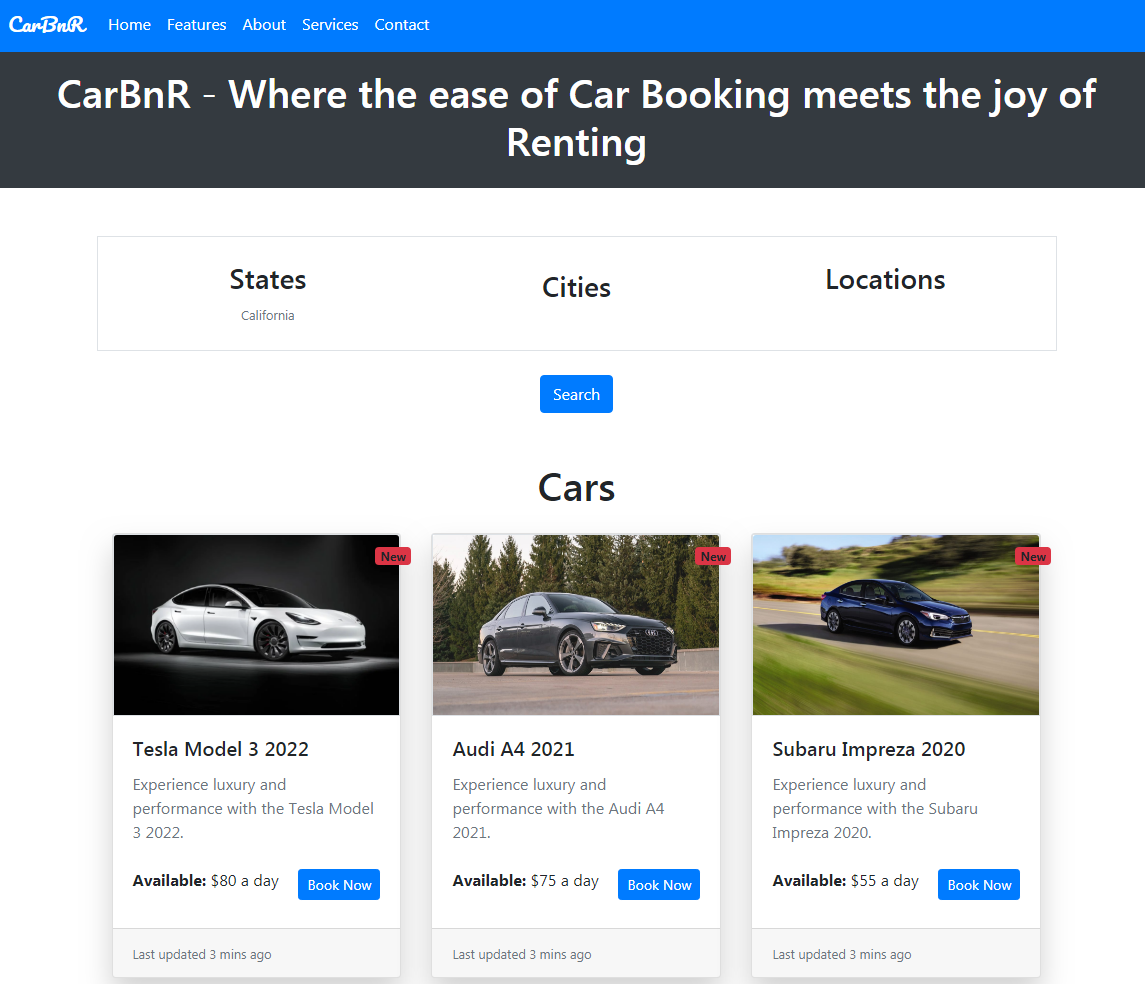 CarBnR Home Features About Services Contact
CarBnR - Where the ease of Car Booking meets the joy of
Renting
States
Cities
Locations
California
Search
Cars
New
New
New
Tesla Model 3 2022
Experience luxury and
performance with the Tesla Model
3 2022.
Available: $80 a day
Book Now
Last updated 3 mins ago
Audi A4 2021
Experience luxury and
performance with the Audi A4
2021.
Available: $75 a day
Book Now
Last updated 3 mins ago
Subaru Impreza 2020
Experience luxury and
performance with the Subaru
Impreza 2020.
Available: $55 a day
Book Now
Last updated 3 mins ago